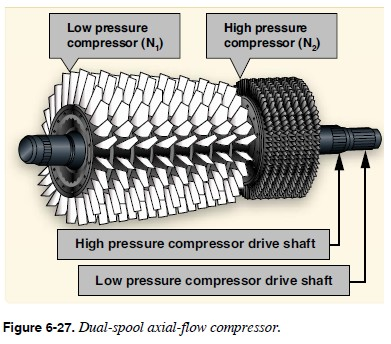 Low pressure
compressor (N₁)
High pressure
compressor (N₂)
High pressure compressor drive shaft
Low pressure compressor drive shaft
Figure 6-27. Dual-spool axial-flow compressor.